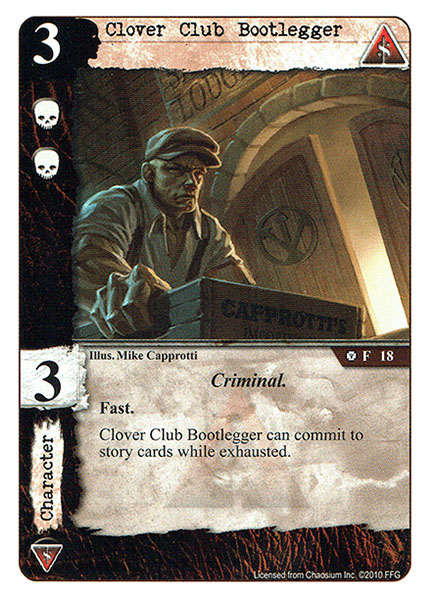 3
Clover Club Bootlegger
LODGE
CAPPROTTI'S
Illus. Mike Capprotti
F 18
3
Criminal.
Fast.
Clover Club Bootlegger can commit to
story cards while exhausted.
Character
Licensed from Chaosium Inc. ©2010 FFG